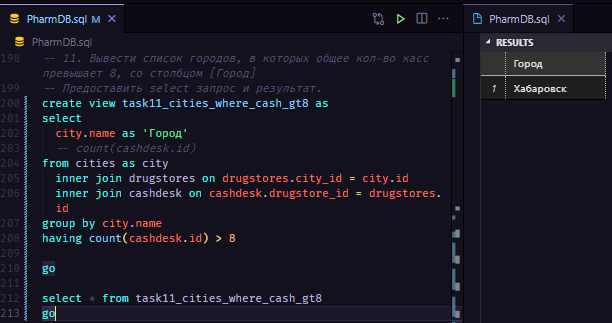 PharmDB.sql M
PharmDB.sql
198 -- 11. Вывести список городов, в которых общее кол-во касс
превышает 8, со столбцом [Город]
199 -- Предоставить select запрос и результат.
200 create view task11_cities_where_cash_gt8 as
201 select
202 city.name as 'Город'
203 -- count(cashdesk.id)
204 from cities as city
205 inner join drugstores on drugstores.city_id = city.id
206 inner join cashdesk on cashdesk.drugstore_id = drugstores.
id
207 group by city.name
208 having count(cashdesk.id) > 8
209
210 go
211
212 select * from task11_cities_where_cash_gt8
213 go
PharmDB.sql
RESULTS
Город
1 Хабаровск